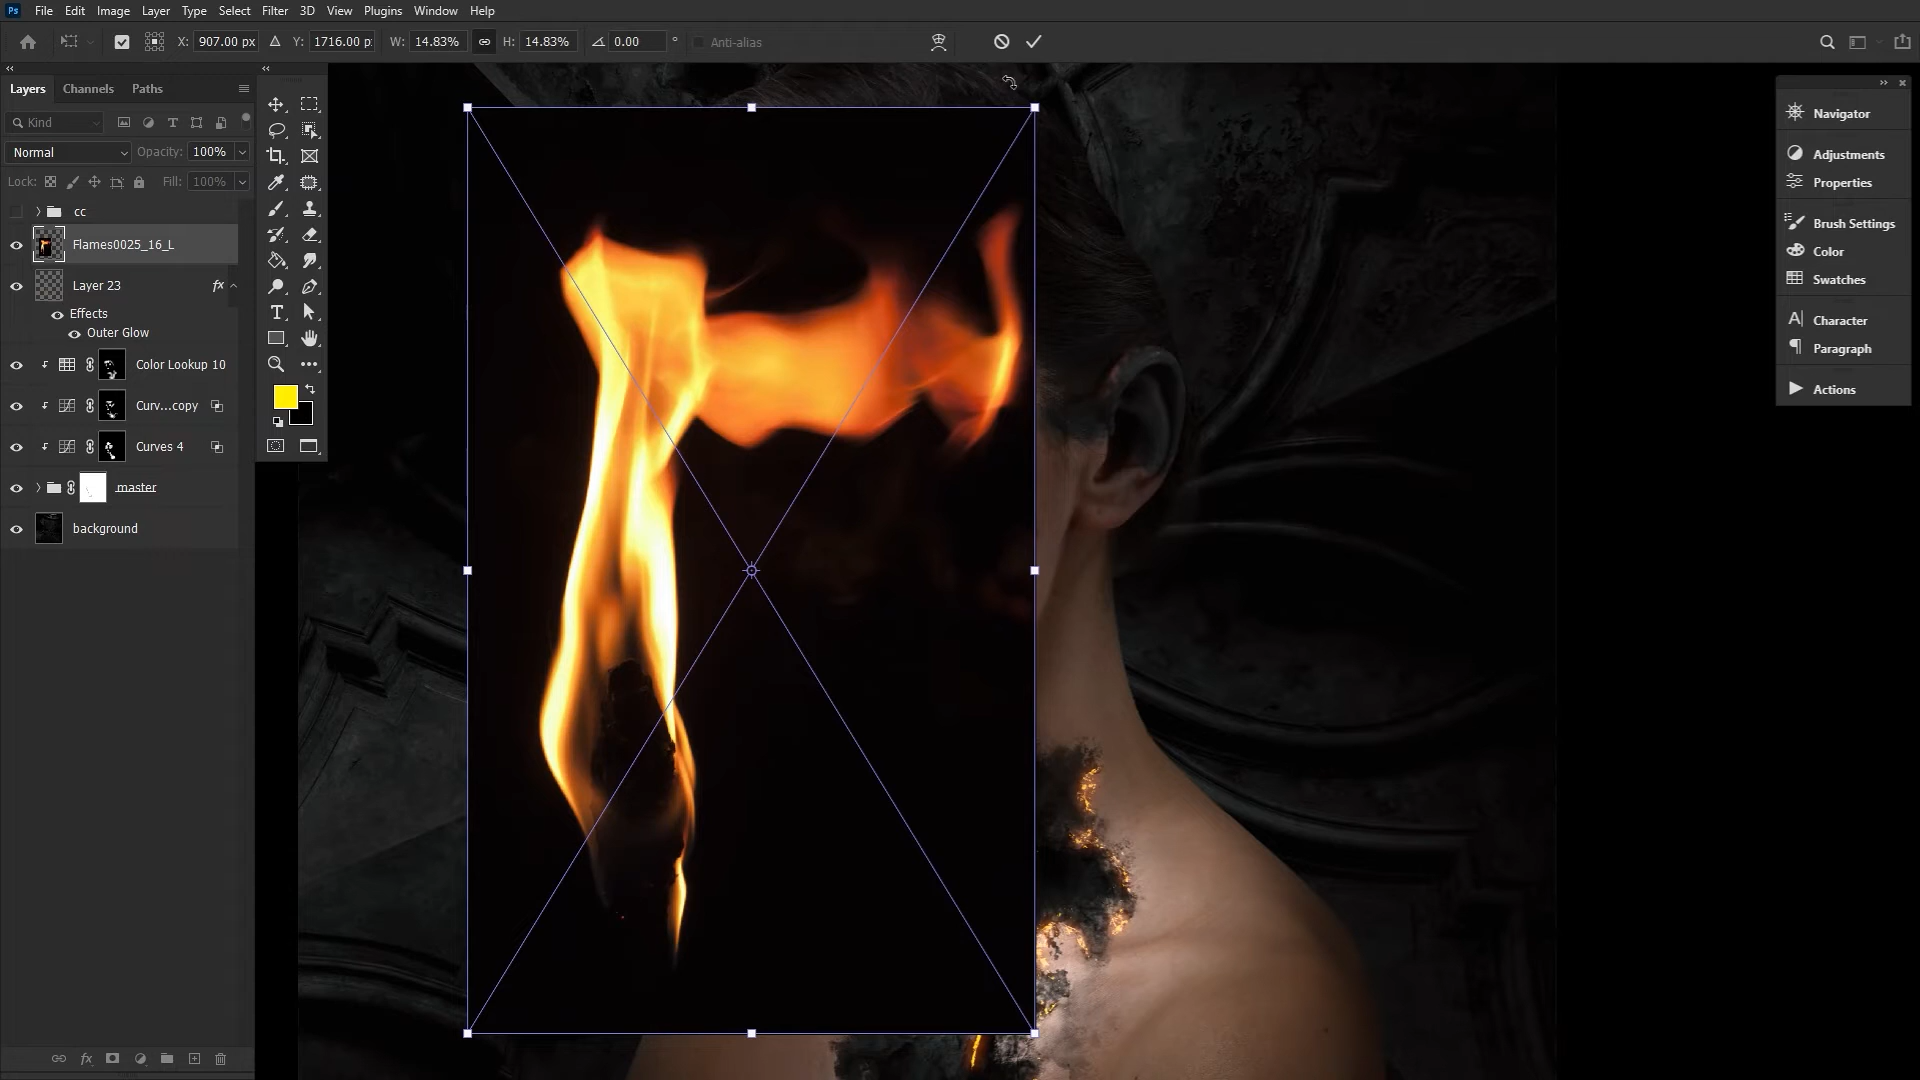 Ps File Edit Image Layer Type Select Filter 3D View Plugins Window Help
X: 907.00 px Y: 1716.00 p W: 14.83% H: 14.83% 0.00 ° Anti-alias
Layers Channels Paths
Kind
Normal Opacity: 100%
Lock: Fill: 100%
cc
Flames0025_16_L
Layer 23 fx
Effects
Outer Glow
Color Lookup 10
Curv...copy
Curves 4
master
background
fx
T
Navigator
Adjustments
Properties
Brush Settings
Color
Swatches
Character
Paragraph
Actions